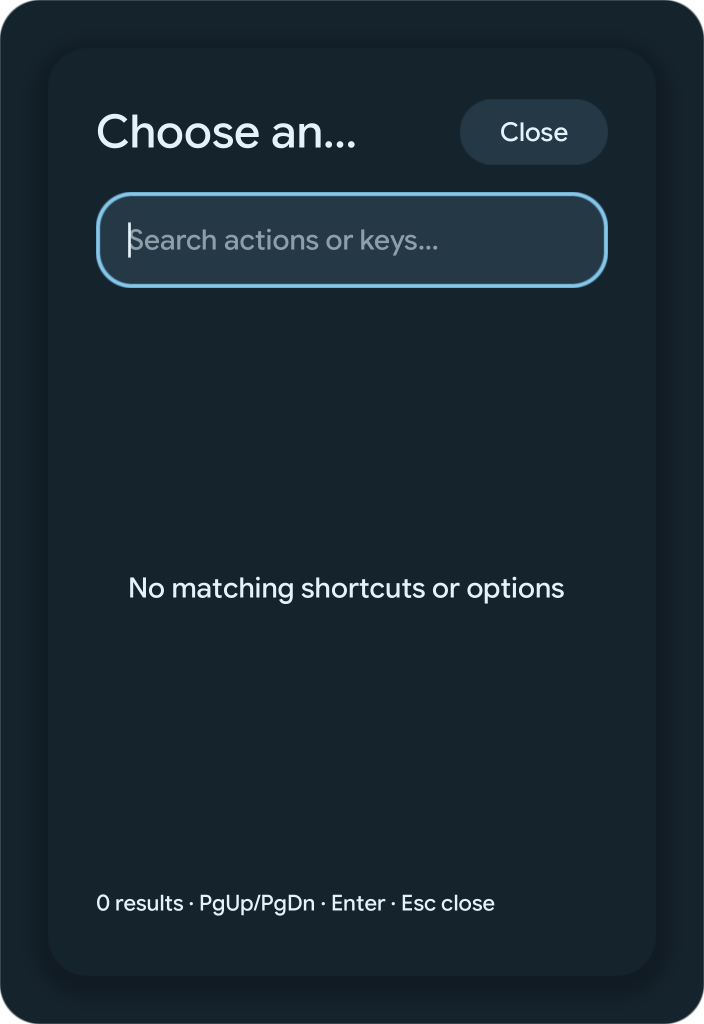 Choose an...
Close
Search actions or keys...
No matching shortcuts or options
0 results · PgUp/PgDn · Enter · Esc close